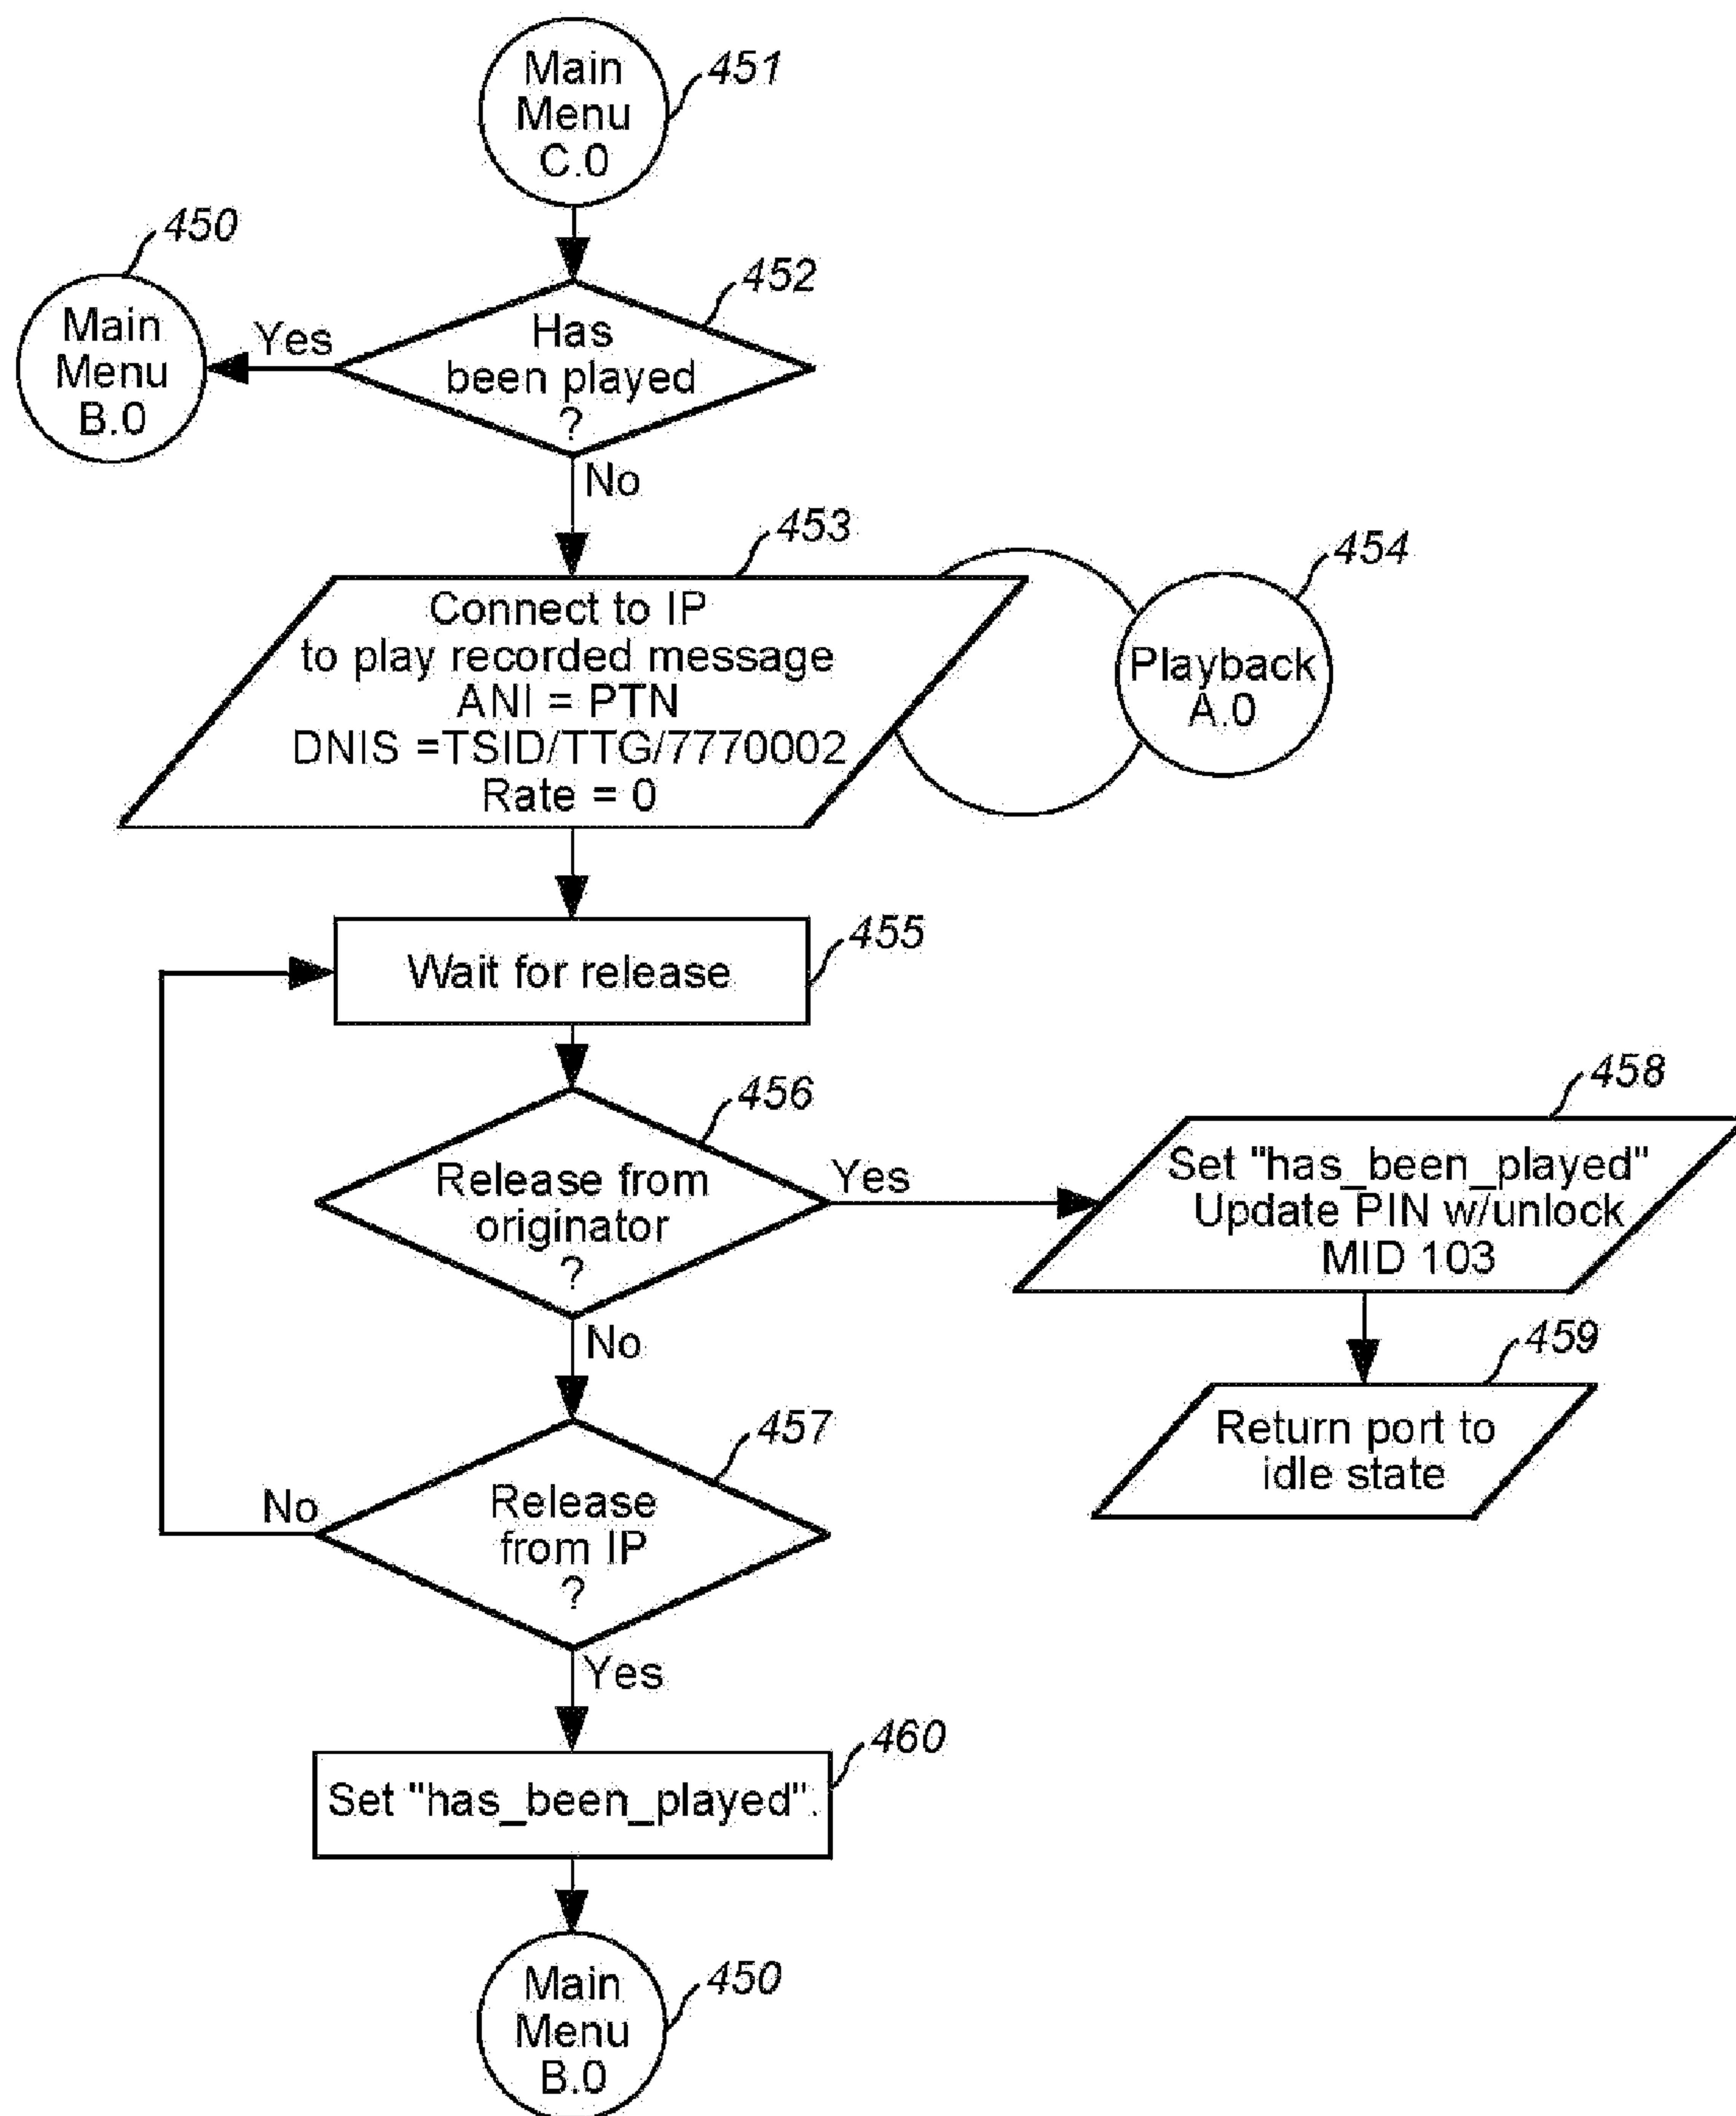 Main
Menu
C.0
451
450
Main
Menu
B.0
Yes
452
Has
been played
?
No
453
Connect to IP
to play recorded message
ANI = PTN
DNIS =TSID/TTG/7770002
Rate = 0
454
Playback
A.0
455
Wait for release
456
Release from
originator
?
Yes
458
Set "has_been_played"
Update PIN w/unlock
MID 103
No
459
Return port to
idle state
457
No
Release
from IP
?
Yes
460
Set "has_been_played".
Main
Menu
B.0
450